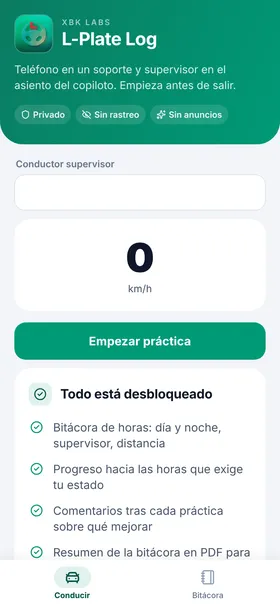 XBK LABS
L-Plate Log
Teléfono en un soporte y supervisor en el
asiento del copiloto. Empieza antes de salir.
Privado
Sin rastreo
Sin anuncios
Conductor supervisor
0
km/h
Empezar práctica
Todo está desbloqueado
Bitácora de horas: día y noche,
supervisor, distancia
Progreso hacia las horas que exige
tu estado
Comentarios tras cada práctica
sobre qué mejorar
Resumen de la bitácora en PDF para
Conducir
Bitácora